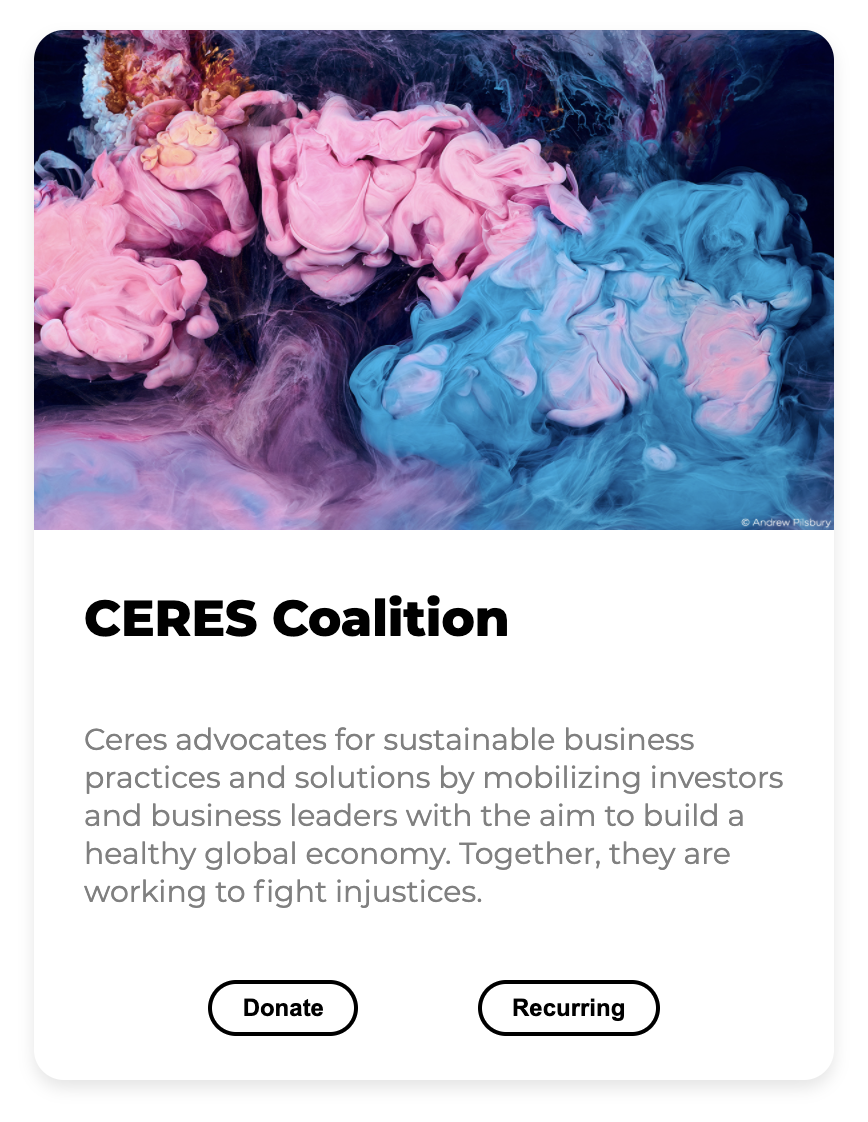 © Andrew Pilsbury
CERES Coalition
Ceres advocates for sustainable business
practices and solutions by mobilizing investors
and business leaders with the aim to build a
healthy global economy. Together, they are
working to fight injustices.
Donate
Recurring